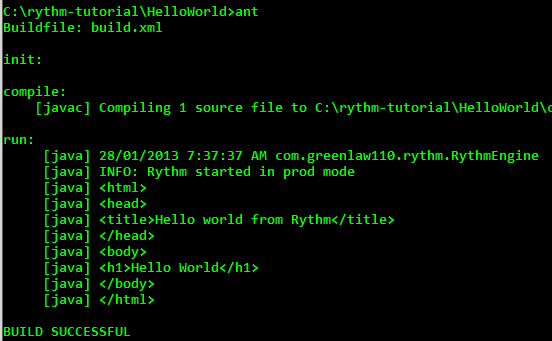 C:\rythm-tutorial\HelloWorld>ant
Buildfile: build.xml
init:
compile:
[javac] Compiling 1 source file to C:\rythm-tutorial\HelloWorld\
run:
[java] 28/01/2013 7:37:37 AM com.greenlaw110.rythm.RythmEngine
[java] INFO: Rythm started in prod mode
[java] <html>
[java] <head>
[java] <title>Hello world from Rythm</title>
[java] </head>
[java] <body>
[java] <h1>Hello World</h1>
[java] </body>
[java] </html>
BUILD SUCCESSFUL